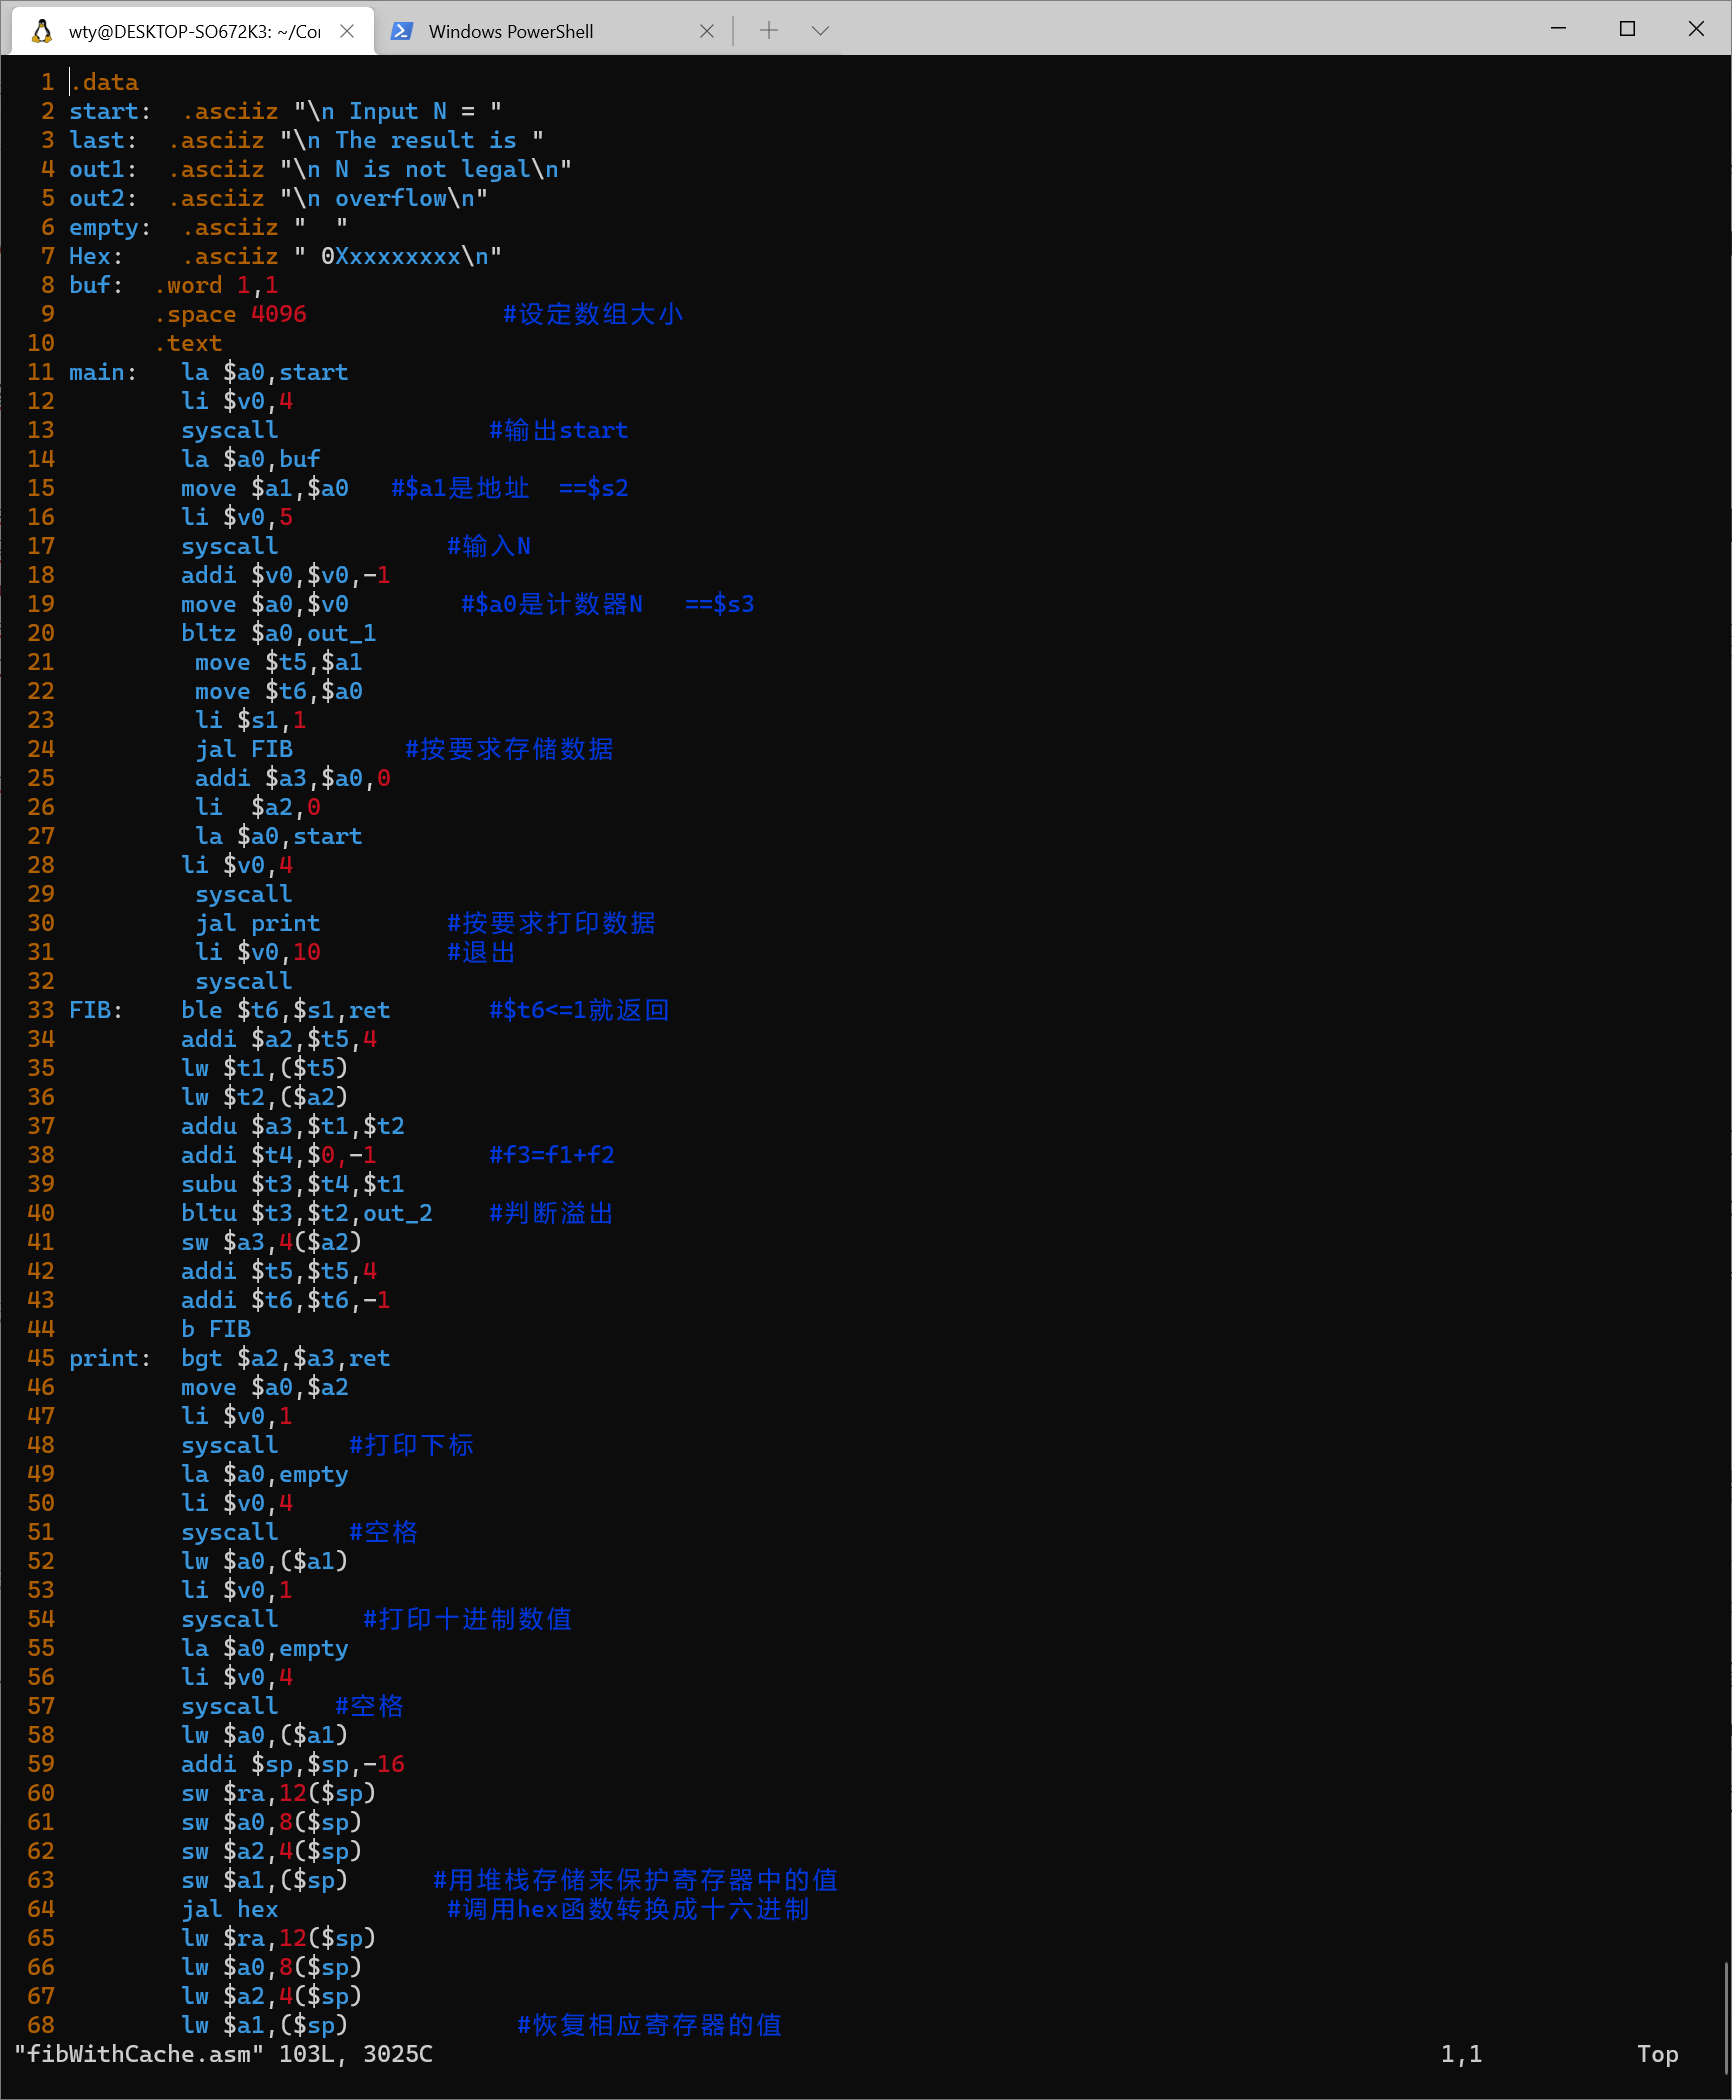 wty@DESKTOP-SO672K3: ~/Coi
Windows PowerShell
1 .data
2 start:  .asciiz "\n Input N = "
3 last:  .asciiz "\n The result is "
4 out1:  .asciiz "\n N is not legal\n"
5 out2:  .asciiz "\n overflow\n"
6 empty:  .asciiz "  "
7 Hex:    .asciiz " 0Xxxxxxxxx\n"
8 buf:  .word 1,1
9       .space 4096              #设定数组大小
10       .text
11 main:   la $a0,start
12         li $v0,4
13         syscall               #输出start
14         la $a0,buf
15         move $a1,$a0   #$a1是地址  ==$s2
16         li $v0,5
17         syscall            #输入N
18         addi $v0,$v0,-1
19         move $a0,$v0        #$a0是计数器N   ==$s3
20         bltz $a0,out_1
21          move $t5,$a1
22          move $t6,$a0
23          li $s1,1
24          jal FIB        #按要求存储数据
25          addi $a3,$a0,0
26          li  $a2,0
27          la $a0,start
28         li $v0,4
29          syscall
30          jal print         #按要求打印数据
31          li $v0,10         #退出
32          syscall
33 FIB:    ble $t6,$s1,ret       #$t6<=1就返回
34         addi $a2,$t5,4
35         lw $t1,($t5)
36         lw $t2,($a2)
37         addu $a3,$t1,$t2
38         addi $t4,$0,-1        #f3=f1+f2
39         subu $t3,$t4,$t1
40         bltu $t3,$t2,out_2    #判断溢出
41         sw $a3,4($a2)
42         addi $t5,$t5,4
43         addi $t6,$t6,-1
44         b FIB
45 print:  bgt $a2,$a3,ret
46         move $a0,$a2
47         li $v0,1
48         syscall     #打印下标
49         la $a0,empty
50         li $v0,4
51         syscall     #空格
52         lw $a0,($a1)
53         li $v0,1
54         syscall      #打印十进制数值
55         la $a0,empty
56         li $v0,4
57         syscall    #空格
58         lw $a0,($a1)
59         addi $sp,$sp,-16
60         sw $ra,12($sp)
61         sw $a0,8($sp)
62         sw $a2,4($sp)
63         sw $a1,($sp)      #用堆栈存储来保护寄存器中的值
64         jal hex            #调用hex函数转换成十六进制
65         lw $ra,12($sp)
66         lw $a0,8($sp)
67         lw $a2,4($sp)
68         lw $a1,($sp)            #恢复相应寄存器的值
"fibWithCache.asm" 103L, 3025C    1,1    Top